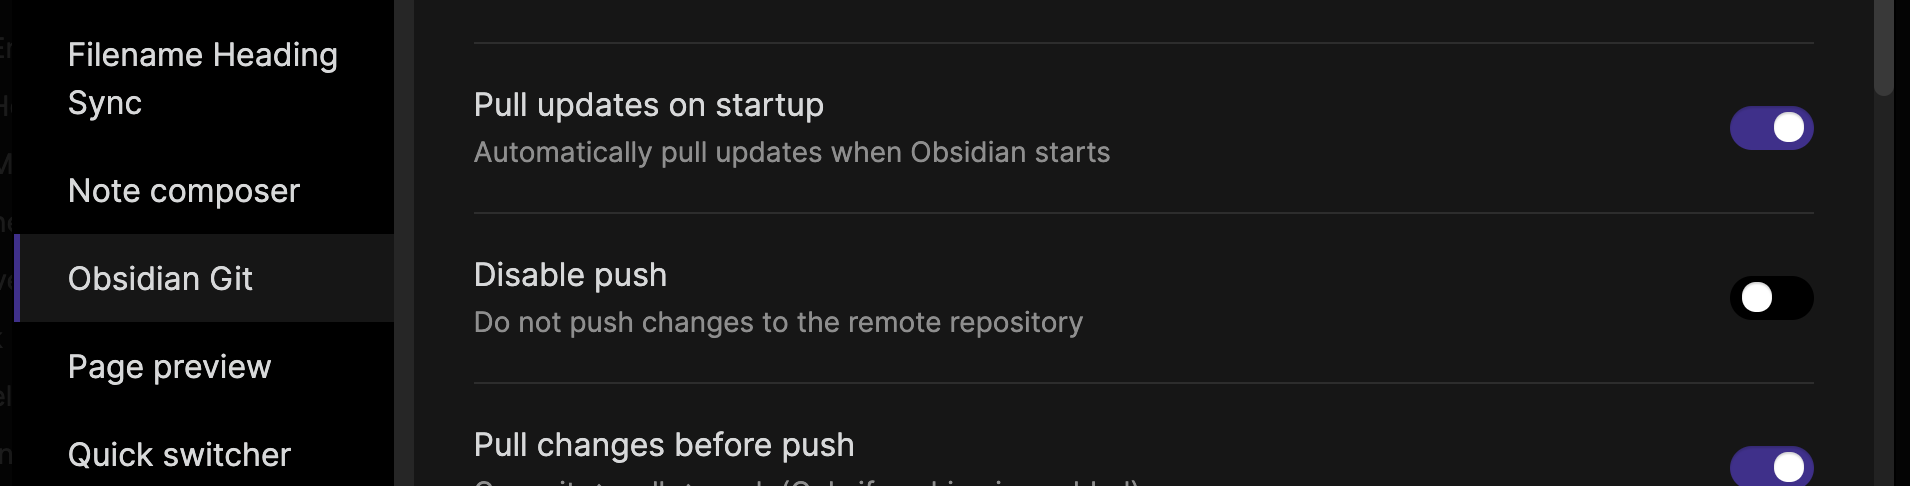 Filename Heading
Sync
Note composer
Obsidian Git
Page preview
Quick switcher
Pull updates on startup
Automatically pull updates when Obsidian starts
Disable push
Do not push changes to the remote repository
Pull changes before push